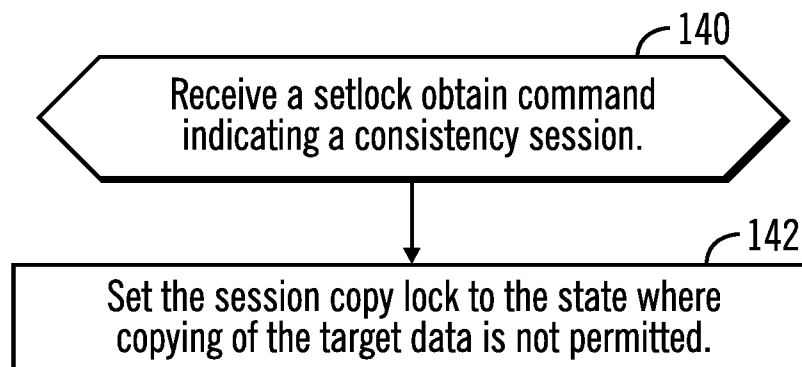 140
Receive a setlock obtain command
indicating a consistency session.
142
Set the session copy lock to the state where
copying of the target data is not permitted.